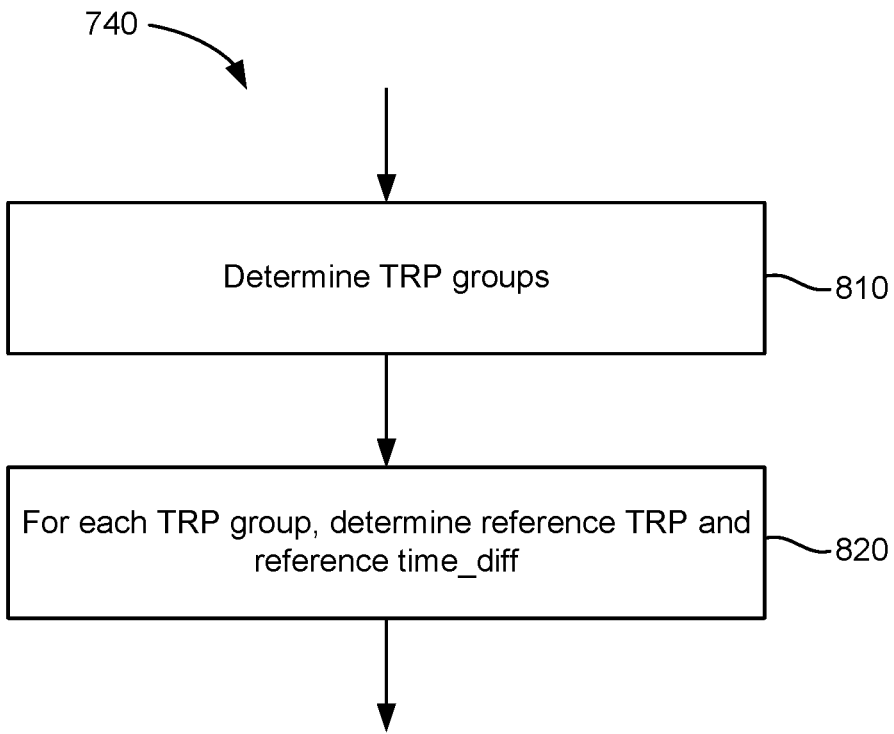 740
Determine TRP groups
810
For each TRP group, determine reference TRP and
reference time_diff
820